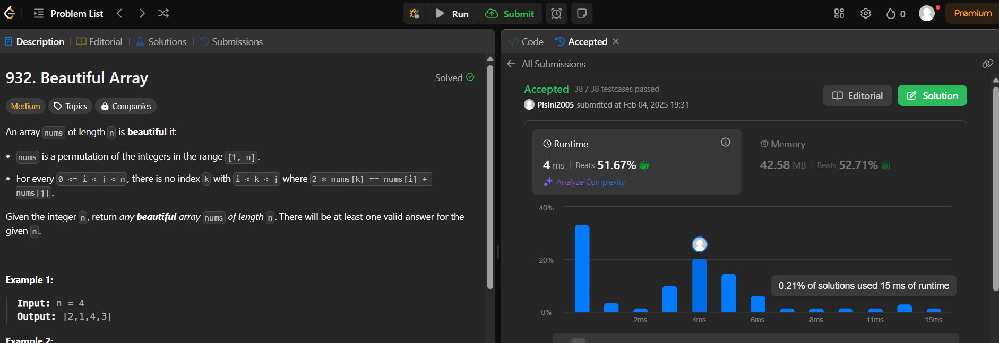 Problem List
Run
Submit
0
Premium
Description
Editorial
Solutions
Submissions
932. Beautiful Array
Solved
Medium
Topics
Companies
An array nums of length n is beautiful if:
• nums is a permutation of the integers in the range [1, n].
• For every 0 <= i < j < n, there is no index k with i < k < j where 2 * nums[k] == nums[i] +
nums[j].
Given the integer n, return any beautiful array nums of length n. There will be at least one valid answer for the
given n.
Example 1:
Input: n = 4
Output: [2,1,4,3]
Example 2:
</> Code
Accepted
All Submissions
Accepted 38 / 38 testcases passed
Pisini2005 submitted at Feb 04, 2025 19:31
Editorial
Solution
Runtime
4 ms | Beats 51.67%
Analyze Complexity
Memory
42.58 MB | Beats 52.71%
40%
20%
0%
0.21% of solutions used 15 ms of runtime
2ms
4ms
6ms
8ms
11ms
15ms